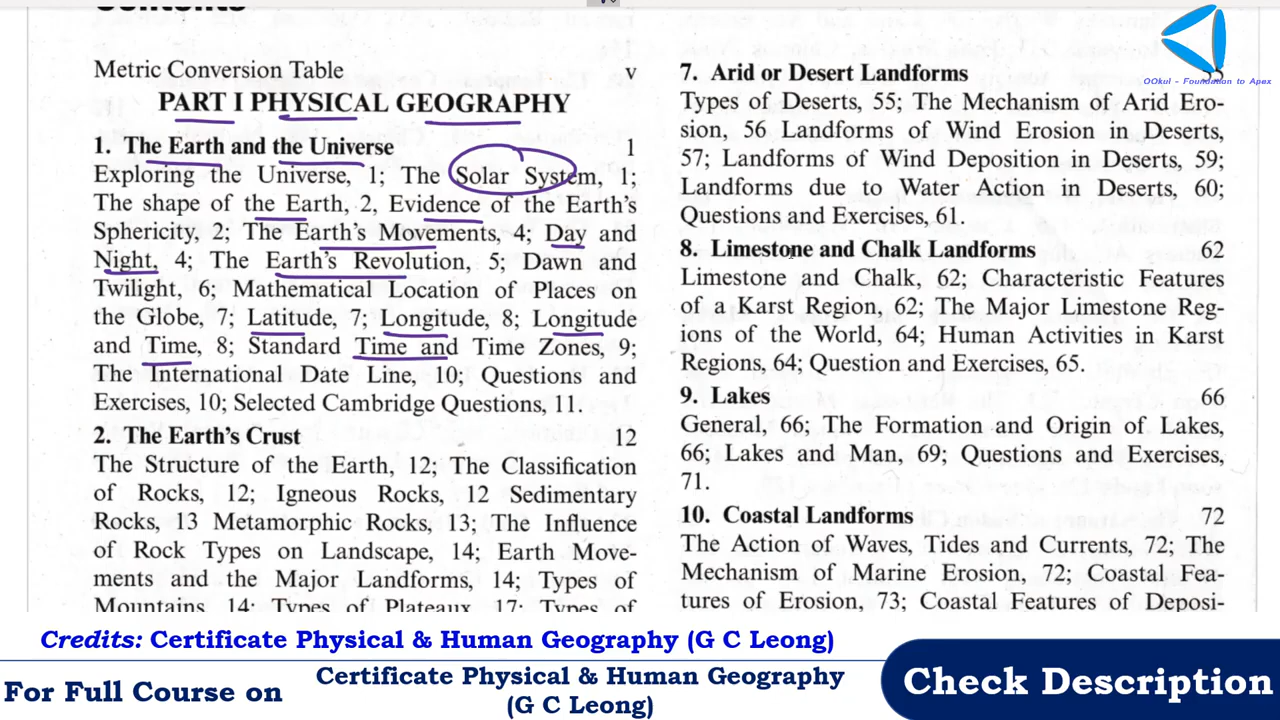 Contents
Metric Conversion Table v
PART I PHYSICAL GEOGRAPHY
1. The Earth and the Universe 1
Exploring the Universe, 1; The Solar System, 1;
The shape of the Earth, 2, Evidence of the Earth's
Sphericity, 2; The Earth's Movements, 4; Day and
Night, 4; The Earth's Revolution, 5; Dawn and
Twilight, 6; Mathematical Location of Places on
the Globe, 7; Latitude, 7; Longitude, 8; Longitude
and Time, 8; Standard Time and Time Zones, 9;
The International Date Line, 10; Questions and
Exercises, 10; Selected Cambridge Questions, 11.
2. The Earth's Crust 12
The Structure of the Earth, 12; The Classification
of Rocks, 12; Igneous Rocks, 12 Sedimentary
Rocks, 13 Metamorphic Rocks, 13; The Influence
of Rock Types on Landscape, 14; Earth Move-
ments and the Major Landforms, 14; Types of
Mountains, 14; Types of Plateaux, 17; Types of
7. Arid or Desert Landforms 55
Types of Deserts, 55; The Mechanism of Arid Ero-
sion, 56 Landforms of Wind Erosion in Deserts,
57; Landforms of Wind Deposition in Deserts, 59;
Landforms due to Water Action in Deserts, 60;
Questions and Exercises, 61.
8. Limestone and Chalk Landforms 62
Limestone and Chalk, 62; Characteristic Features
of a Karst Region, 62; The Major Limestone Reg-
ions of the World, 64; Human Activities in Karst
Regions, 64; Question and Exercises, 65.
9. Lakes 66
General, 66; The Formation and Origin of Lakes,
66; Lakes and Man, 69; Questions and Exercises,
71.
10. Coastal Landforms 72
The Action of Waves, Tides and Currents, 72; The
Mechanism of Marine Erosion, 72; Coastal Fea-
tures of Erosion, 73; Coastal Features of Deposi-
OOkul - Foundation to Apex
Credits: Certificate Physical & Human Geography (G C Leong)
For Full Course on
Certificate Physical & Human Geography
(G C Leong)
Check Description